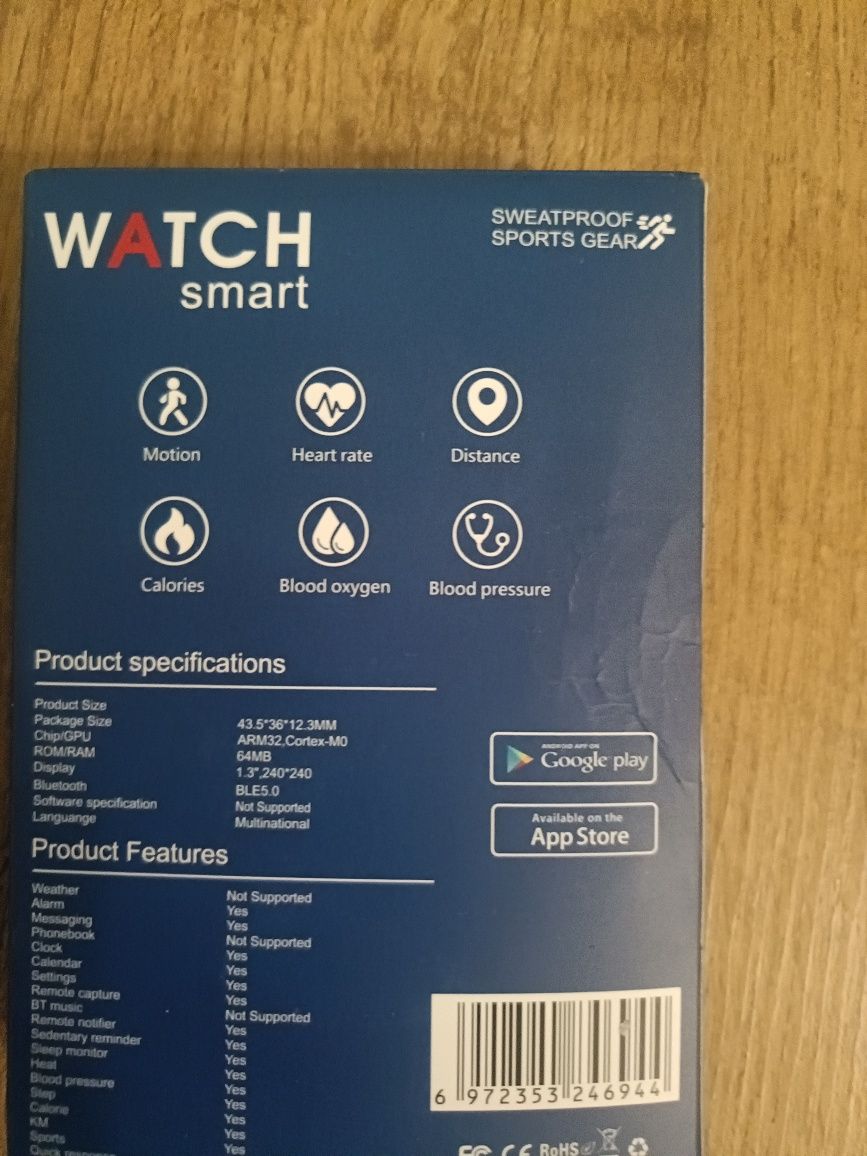 WATCH
smart
SWEATPROOF
SPORTS GEAR
Motion
Heart rate
Distance
Calories
Blood oxygen
Blood pressure
Product specifications
Product Size
Package Size 43.5*36*12.3MM
Chip/GPU ARM32,Cortex-M0
ROM/RAM 64MB
Display 1.3",240*240
Bluetooth BLE5.0
Software specification Not Supported
Languange Multinational
ANDROID APP ON
Google play
Available on the
App Store
Product Features
Weather Not Supported
Alarm Yes
Messaging Yes
Phonebook Not Supported
Clock Yes
Calendar Yes
Settings Yes
Remote capture Yes
BT music Not Supported
Remote notifier Yes
Sedentary reminder Yes
Sleep monitor Yes
Heat Yes
Blood pressure Yes
Step Yes
Calorie Yes
KM Yes
Sports Yes
Quick
6 972353 246944
FC CE RoHS